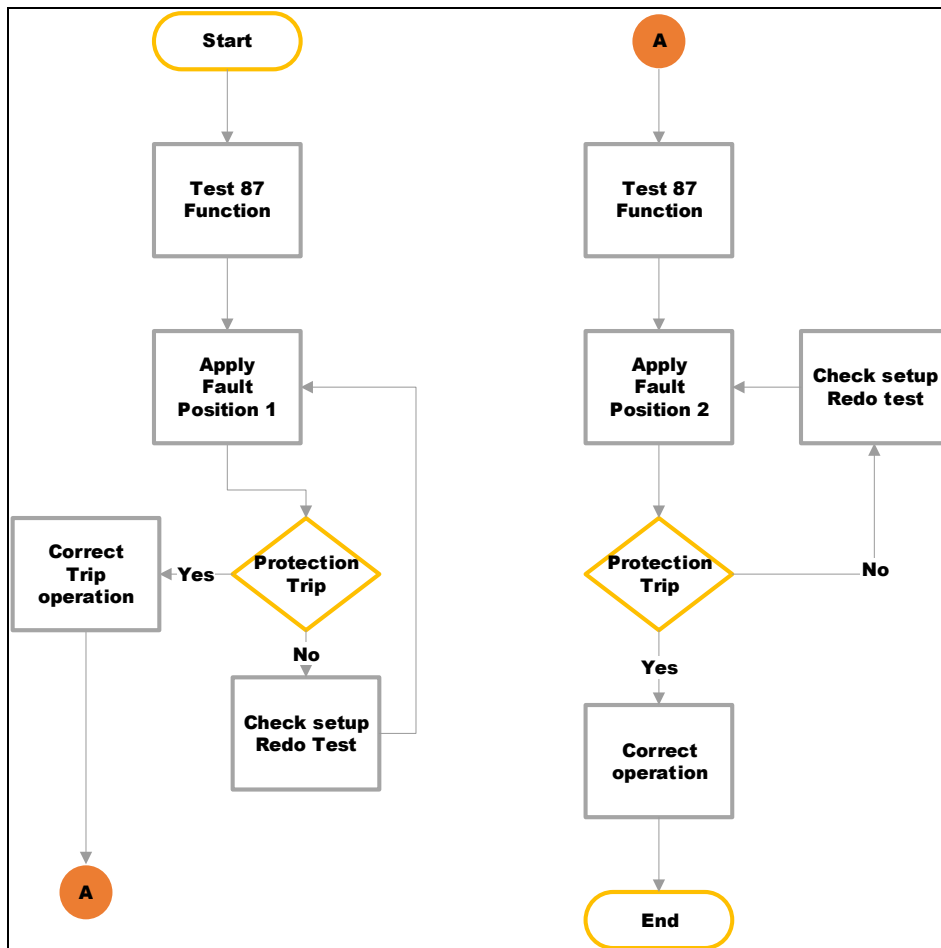 Start
Test 87
Function
Apply
Fault
Position 1
Protection
Trip
Yes
Correct
Trip
operation
No
Check setup
Redo Test
A
A
Test 87
Function
Apply
Fault
Position 2
Check setup
Redo test
Protection
Trip
No
Yes
Correct
operation
End